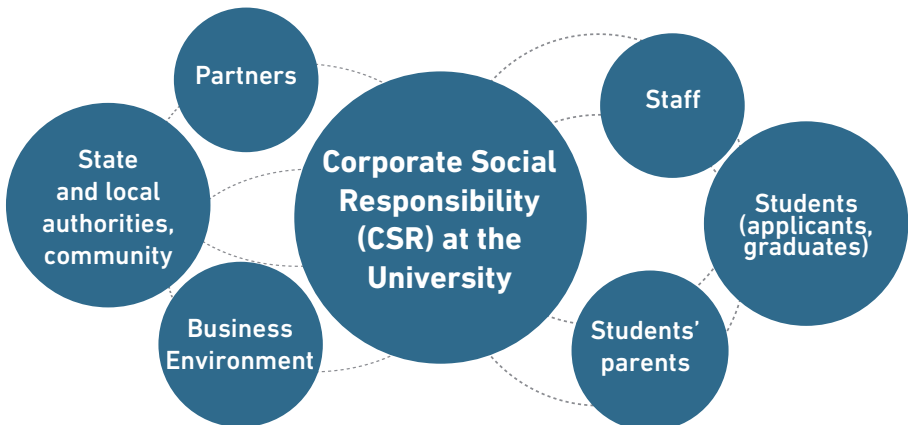 Partners
State
and local
authorities,
community
Business
Environment
Corporate Social
Responsibility
(CSR) at the
University
Staff
Students
(applicants,
graduates)
Students’
parents